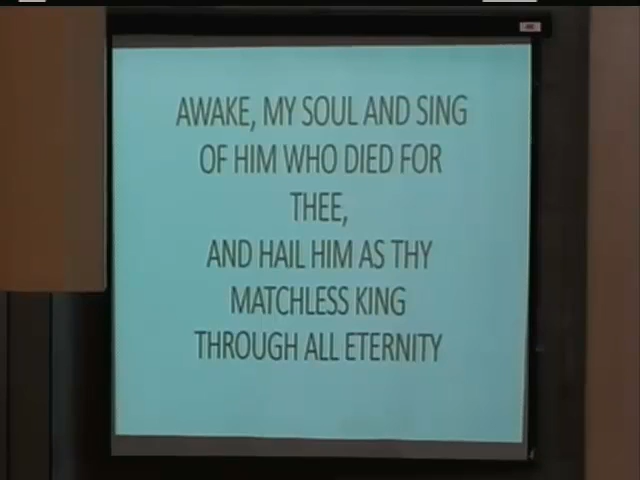 AWAKE, MY SOUL AND SING
OF HIM WHO DIED FOR
THEE,
AND HAIL HIM AS THY
MATCHLESS KING
THROUGH ALL ETERNITY